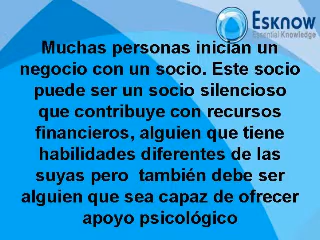 Esknow
Essential Knowledge
Muchas personas inician un
negocio con un socio. Este socio
puede ser un socio silencioso
que contribuye con recursos
financieros, alguien que tiene
habilidades diferentes de las
suyas pero también debe ser
alguien que sea capaz de ofrecer
apoyo psicológico